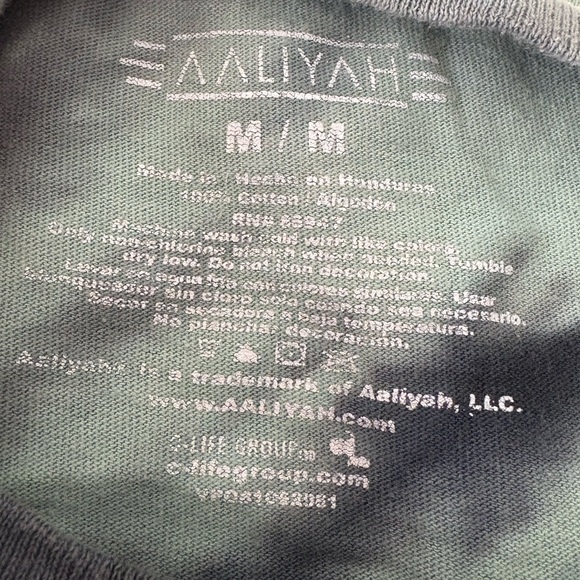 AALIYAH
M / M
Made in / Hecho en Honduras
100% Cotton / Algodon
RN#
Machine wash cold with like colors.
Only non-chlorine bleach when needed. Tumble
dry low. Do not iron decoration.
Lavar en agua fria con colores similares. Usar
blanqueador sin cloro solo cuando sea necesario.
Secar en secadora a baja temperatura.
No planchar decoración.
Aaliyah® is a trademark of Aaliyah, LLC.
www.AALIYAH.com
C-LIFE GROUP
c-lifegroup.com